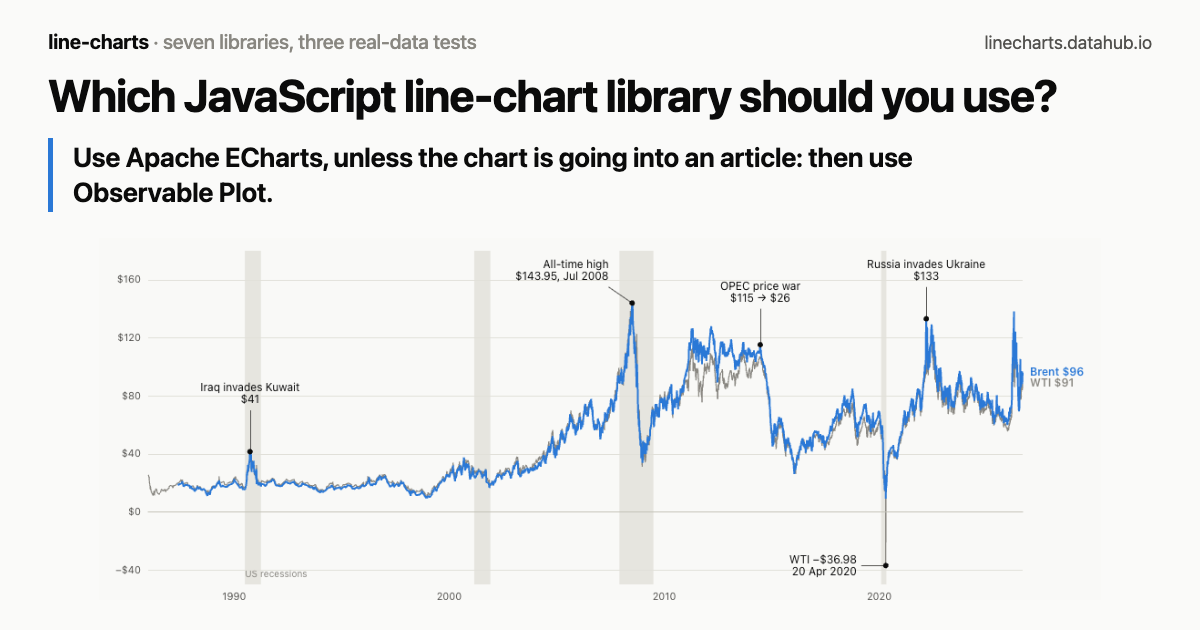 line-charts · seven libraries, three real-data tests
linecharts.datahub.io
Which JavaScript line-chart library should you use?
Use Apache ECharts, unless the chart is going into an article: then use
Observable Plot.
All-time high
$143.95, Jul 2008
Russia invades Ukraine
$133
OPEC price war
$115 → $26
Iraq invades Kuwait
$41
$160
$120
$80
$40
$0
−$40
Brent $96
WTI $91
WTI −$36.98
20 Apr 2020
US recessions
1990
2000
2010
2020